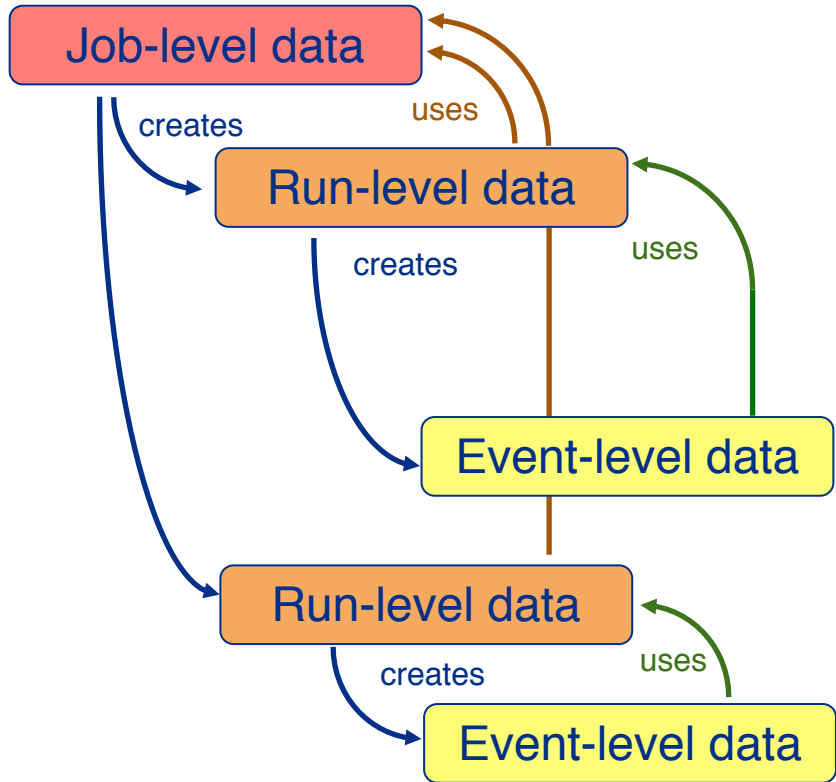 Job-level data
creates
uses
Run-level data
creates
uses
Event-level data
Run-level data
creates
uses
Event-level data